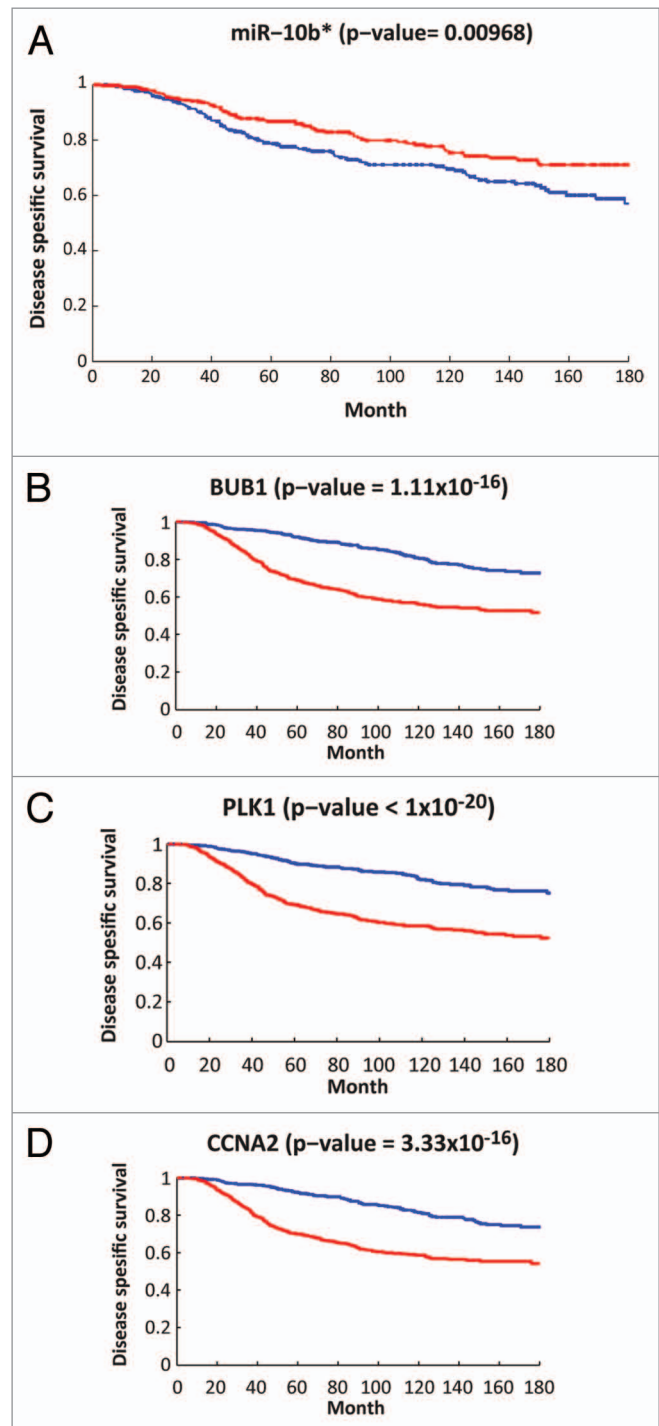 A
miR−10b* (p−value= 0.00968)
Disease spesific survival
1
0.8
0.6
0.4
0.2
0
0 20 40 60 80 100 120 140 160 180
Month
B
BUB1 (p−value = 1.11x10⁻¹⁶)
Disease spesific survival
1
0.8
0.6
0.4
0.2
0
0 20 40 60 80 100 120 140 160 180
Month
C
PLK1 (p−value < 1x10⁻²⁰)
Disease spesific survival
1
0.8
0.6
0.4
0.2
0
0 20 40 60 80 100 120 140 160 180
Month
D
CCNA2 (p−value = 3.33x10⁻¹⁶)
Disease spesific survival
1
0.8
0.6
0.4
0.2
0
0 20 40 60 80 100 120 140 160 180
Month